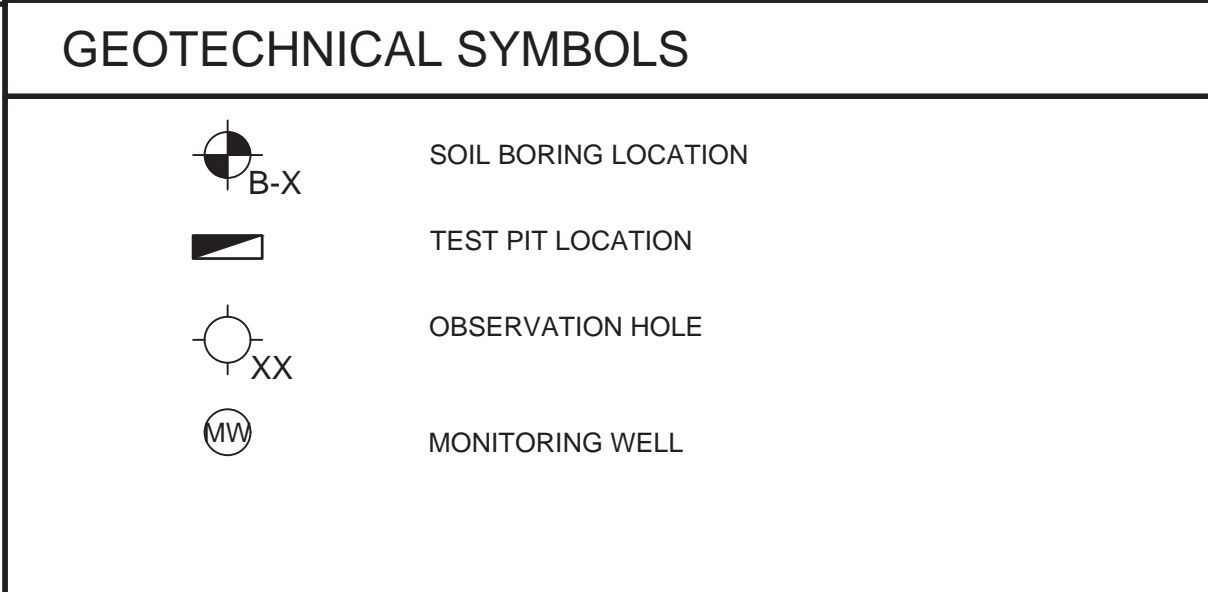 GEOTECHNICAL SYMBOLS
B-X SOIL BORING LOCATION
TEST PIT LOCATION
XX OBSERVATION HOLE
MW MONITORING WELL